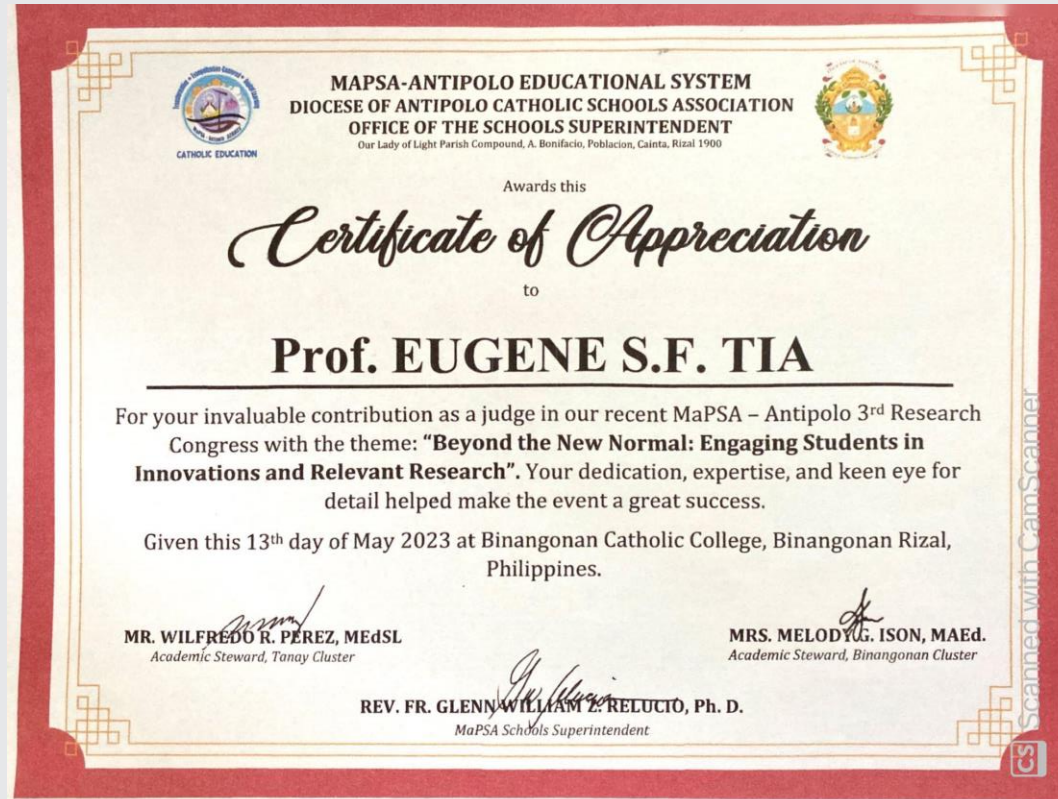 CATHOLIC EDUCATION
MAPSA-ANTIPOLO EDUCATIONAL SYSTEM
DIOCESE OF ANTIPOLO CATHOLIC SCHOOLS ASSOCIATION
OFFICE OF THE SCHOOLS SUPERINTENDENT
Our Lady of Light Parish Compound, A. Bonifacio, Poblacion, Cainta, Rizal 1900
Awards this
Certificate of Appreciation
to
Prof. EUGENE S.F. TIA
For your invaluable contribution as a judge in our recent MaPSA – Antipolo 3rd Research
Congress with the theme: “Beyond the New Normal: Engaging Students in
Innovations and Relevant Research”. Your dedication, expertise, and keen eye for
detail helped make the event a great success.
Given this 13th day of May 2023 at Binangonan Catholic College, Binangonan Rizal,
Philippines.
MR. WILFREDO R. PEREZ, MEdSL
Academic Steward, Tanay Cluster
MRS. MELODY G. ISON, MAEd.
Academic Steward, Binangonan Cluster
REV. FR. GLENN WILLIAM Z. RELUCIO, Ph. D.
MaPSA Schools Superintendent
CS Scanned with CamScanner